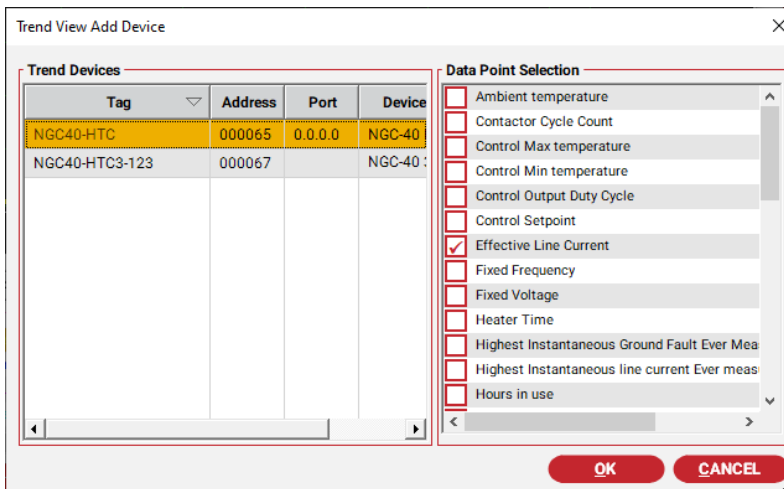 Trend View Add Device
Trend Devices
Tag Address Port Device
NGC40-HTC 000065 0.0.0.0 NGC-40
NGC40-HTC3-123 000067 NGC-40
Data Point Selection
Ambient temperature
Contactor Cycle Count
Control Max temperature
Control Min temperature
Control Output Duty Cycle
Control Setpoint
Effective Line Current
Fixed Frequency
Fixed Voltage
Heater Time
Highest Instantaneous Ground Fault Ever Mea
Highest Instantaneous line current Ever meas
Hours in use
OK CANCEL